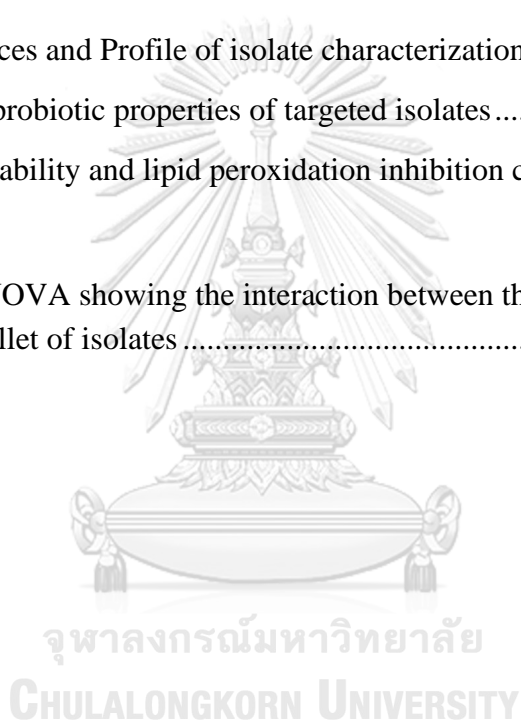 ces and Profile of isolate characterization
probiotic properties of targeted isolates....
ability and lipid peroxidation inhibition c
OVA showing the interaction between th
llet of isolates......................................
จุฬาลงกรณ์มหาวิทยาลัย
CHULALONGKORN UNIVERSITY